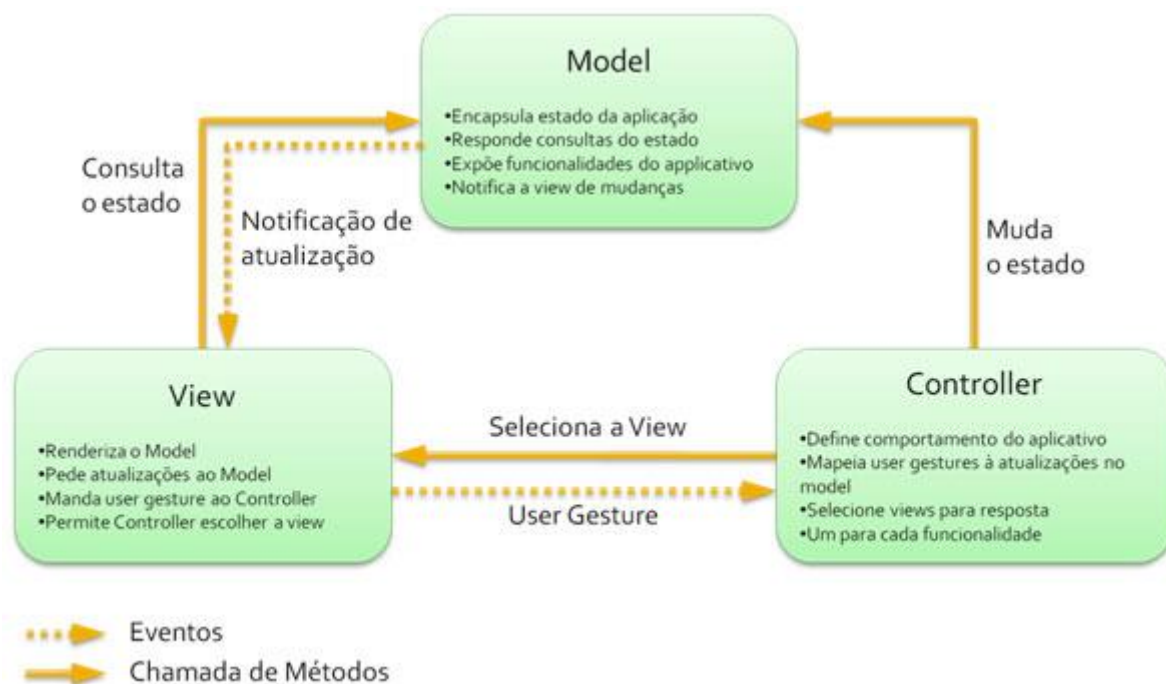 Model
•Encapsula estado da aplicação
•Responde consultas do estado
•Expõe funcionalidades do applicativo
•Notifica a view de mudanças
Consulta
o estado
Notificação de
atualização
Muda
o estado
View
•Renderiza o Model
•Pede atualizações ao Model
•Manda user gesture ao Controller
•Permite Controller escolher a view
Seleciona a View
User Gesture
Controller
•Define comportamento do aplicativo
•Mapeia user gestures à atualizações no
model
•Selecione views para resposta
•Um para cada funcionalidade
Eventos
Chamada de Métodos